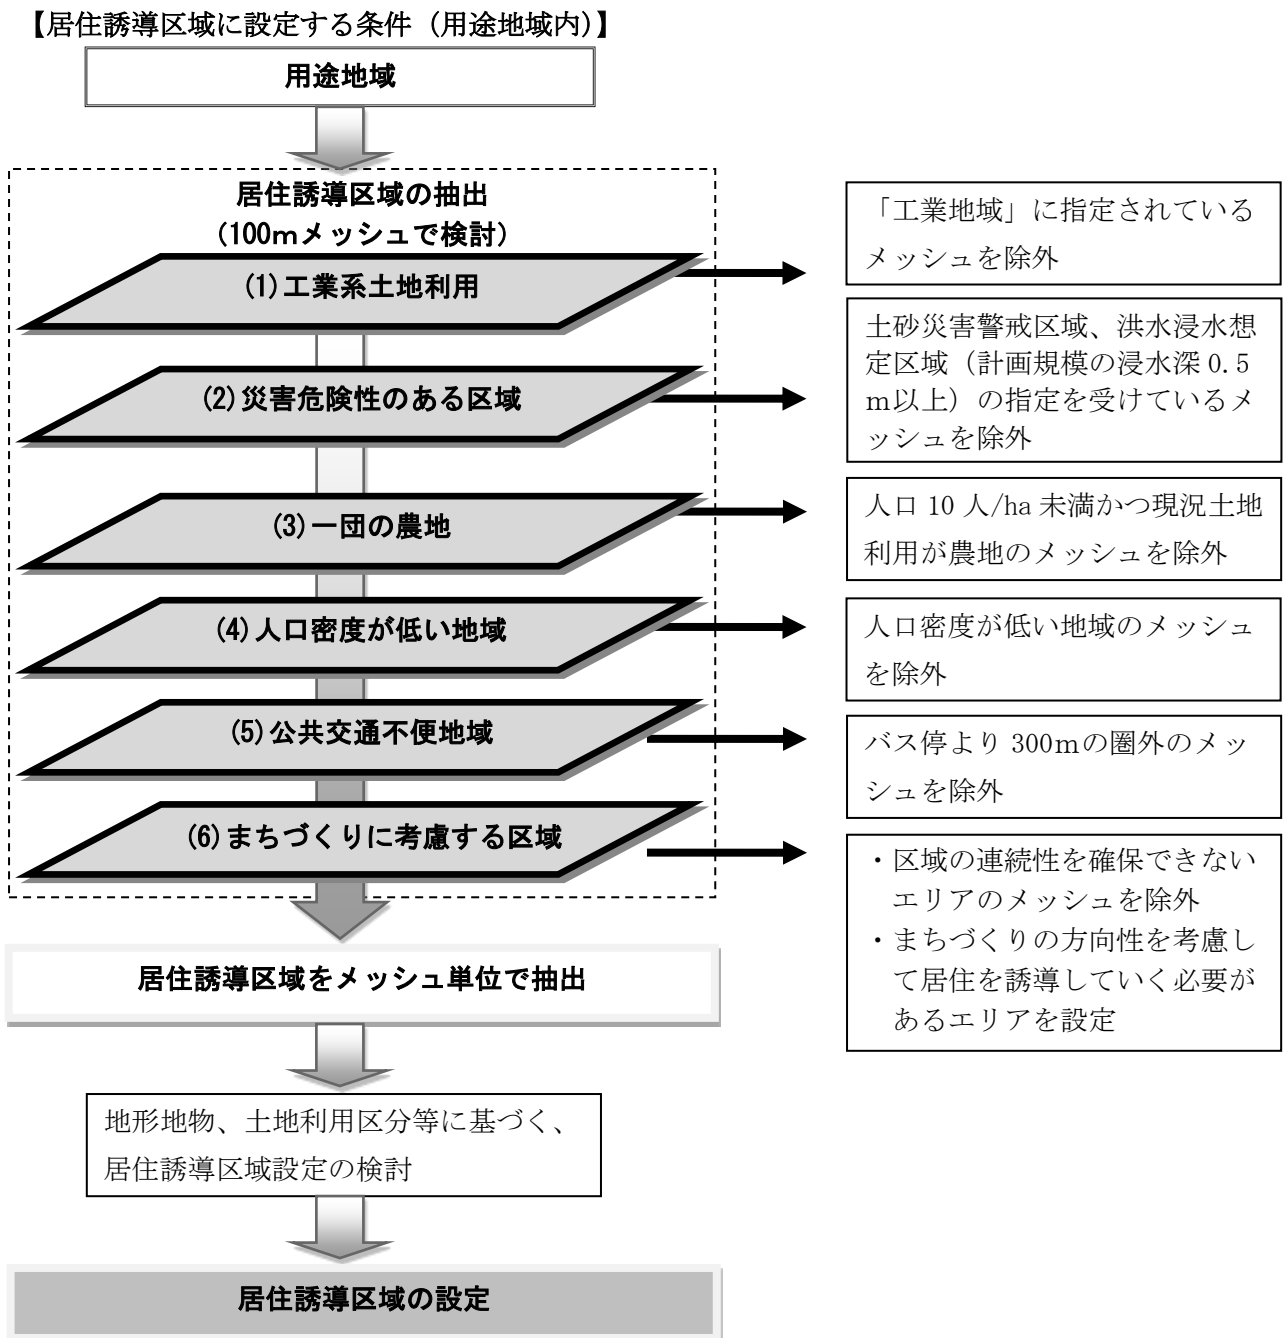 【居住誘導区域に設定する条件（用途地域内）】
用途地域
居住誘導区域の抽出
（100ｍメッシュで検討）
(1)工業系土地利用
「工業地域」に指定されている
メッシュを除外
(2)災害危険性のある区域
土砂災害警戒区域、洪水浸水想
定区域（計画規模の浸水深 0.5
ｍ以上）の指定を受けているメ
ッシュを除外
(3)一団の農地
人口 10 人/ha 未満かつ現況土地
利用が農地のメッシュを除外
(4)人口密度が低い地域
人口密度が低い地域のメッシュ
を除外
(5)公共交通不便地域
バス停より 300ｍの圏外のメッ
シュを除外
(6)まちづくりに考慮する区域
・区域の連続性を確保できない
エリアのメッシュを除外
・まちづくりの方向性を考慮し
て居住を誘導していく必要が
あるエリアを設定
居住誘導区域をメッシュ単位で抽出
地形地物、土地利用区分等に基づく、
居住誘導区域設定の検討
居住誘導区域の設定